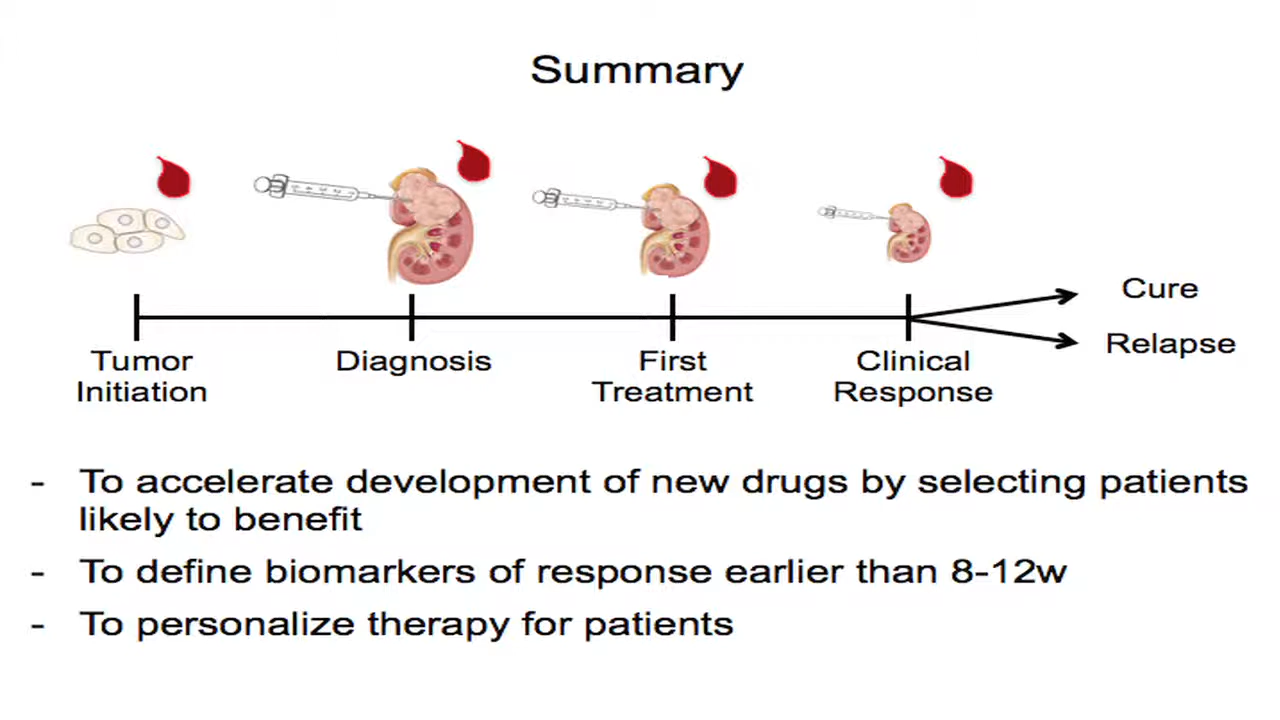 Summary
Tumor
Initiation
Diagnosis
First
Treatment
Clinical
Response
Cure
Relapse
- To accelerate development of new drugs by selecting patients
likely to benefit
- To define biomarkers of response earlier than 8-12w
- To personalize therapy for patients